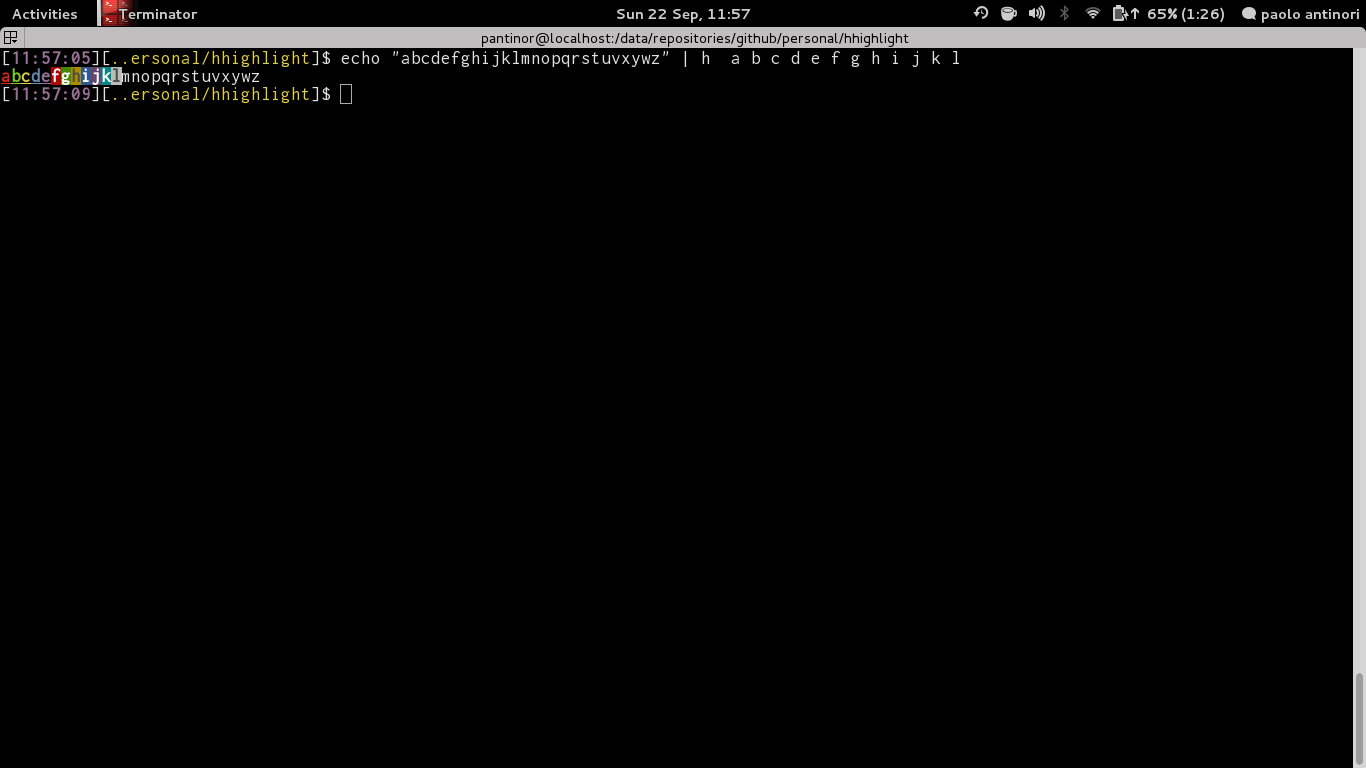 Activities Terminator Sun 22 Sep, 11:57 65% (1:26) paolo antinori
pantinor@localhost:/data/repositories/github/personal/hhighlight
[11:57:05][..ersonal/hhighlight]$ echo "abcdefghijklmnopqrstuvxywz" | h  a b c d e f g h i j k l
abcdefghijklmnopqrstuvxywz
[11:57:09][..ersonal/hhighlight]$